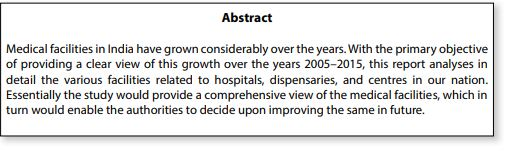 Abstract
Medical facilities in India have grown considerably over the years. With the primary objective
of providing a clear view of this growth over the years 2005–2015, this report analyses in
detail the various facilities related to hospitals, dispensaries, and centres in our nation.
Essentially the study would provide a comprehensive view of the medical facilities, which in
turn would enable the authorities to decide upon improving the same in future.